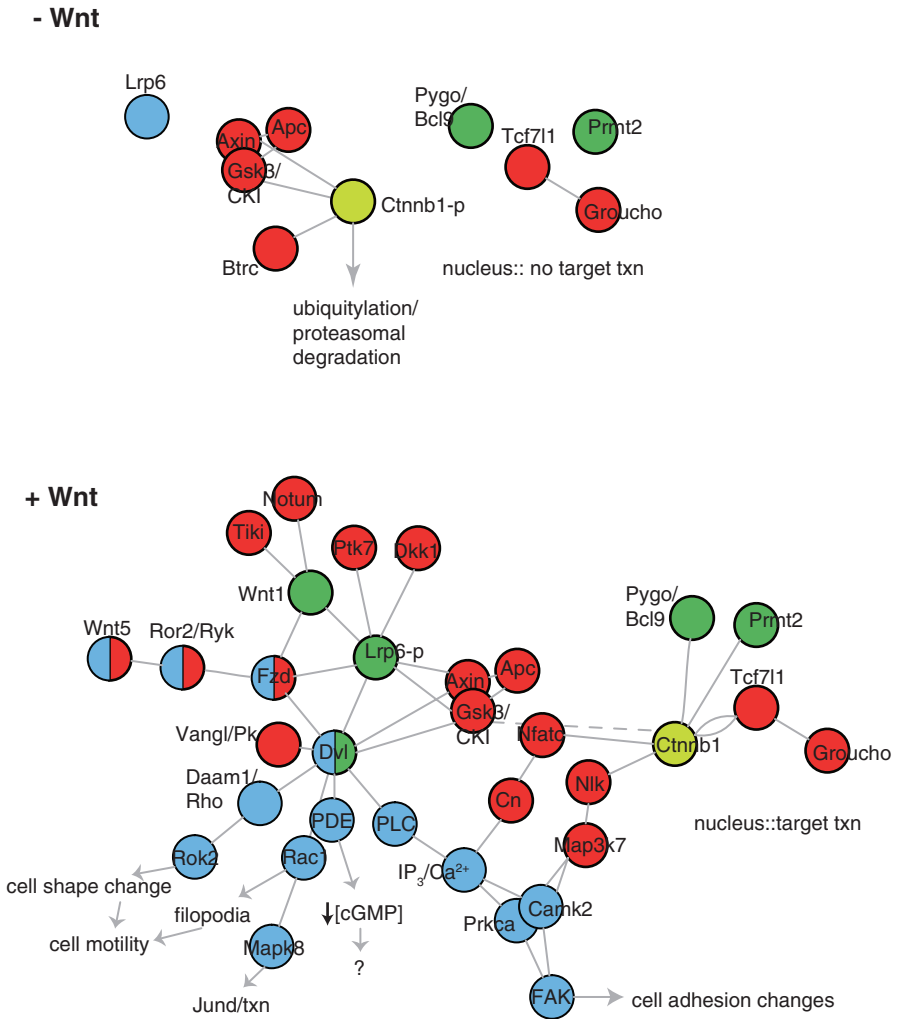 - Wnt
Lrp6
Axin
Apc
Gsk3/
CKI
Ctnnb1-p
Btrc
ubiquitylation/
proteasomal
degradation
Pygo/
Bcl9
Prmt2
Tcf7l1
Groucho
nucleus:: no target txn
+ Wnt
Notum
Tiki
Ptk7
Dkk1
Wnt1
Wnt5
Ror2/Ryk
Fzd
Lrp6-p
Axin
Apc
Gsk3/
CKI
Vangl/Pk
Dvl
Nfatc
Ctnnb1
Pygo/
Bcl9
Prmt2
Tcf7l1
Groucho
Daam1/
Rho
PDE
PLC
Cn
Nlk
nucleus::target txn
Rok2
Rac1
IP3/Ca2+
Map3k7
cell shape change
filopodia
[cGMP]
Prkca
Camk2
cell motility
Mapk8
?
Jund/txn
FAK
cell adhesion changes